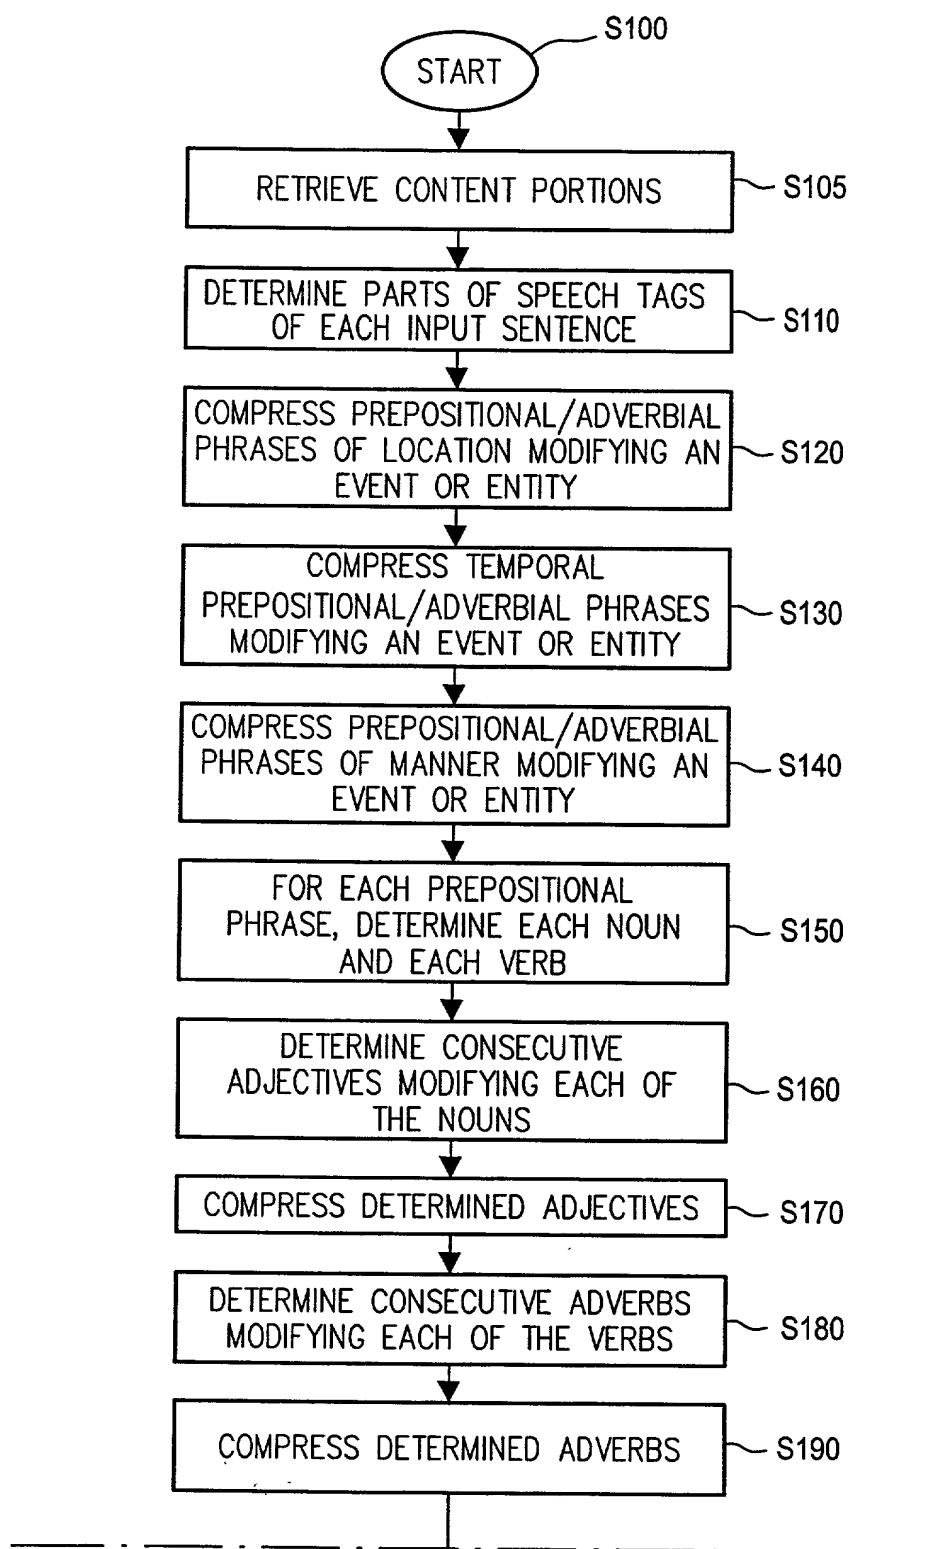 S100
START
RETRIEVE CONTENT PORTIONS
S105
DETERMINE PARTS OF SPEECH TAGS
OF EACH INPUT SENTENCE
S110
COMPRESS PREPOSITIONAL/ADVERBIAL
PHRASES OF LOCATION MODIFYING AN
EVENT OR ENTITY
S120
COMPRESS TEMPORAL
PREPOSITIONAL/ADVERBIAL PHRASES
MODIFYING AN EVENT OR ENTITY
S130
COMPRESS PREPOSITIONAL/ADVERBIAL
PHRASES OF MANNER MODIFYING AN
EVENT OR ENTITY
S140
FOR EACH PREPOSITIONAL
PHRASE, DETERMINE EACH NOUN
AND EACH VERB
S150
DETERMINE CONSECUTIVE
ADJECTIVES MODIFYING EACH OF
THE NOUNS
S160
COMPRESS DETERMINED ADJECTIVES
S170
DETERMINE CONSECUTIVE ADVERBS
MODIFYING EACH OF THE VERBS
S180
COMPRESS DETERMINED ADVERBS
S190